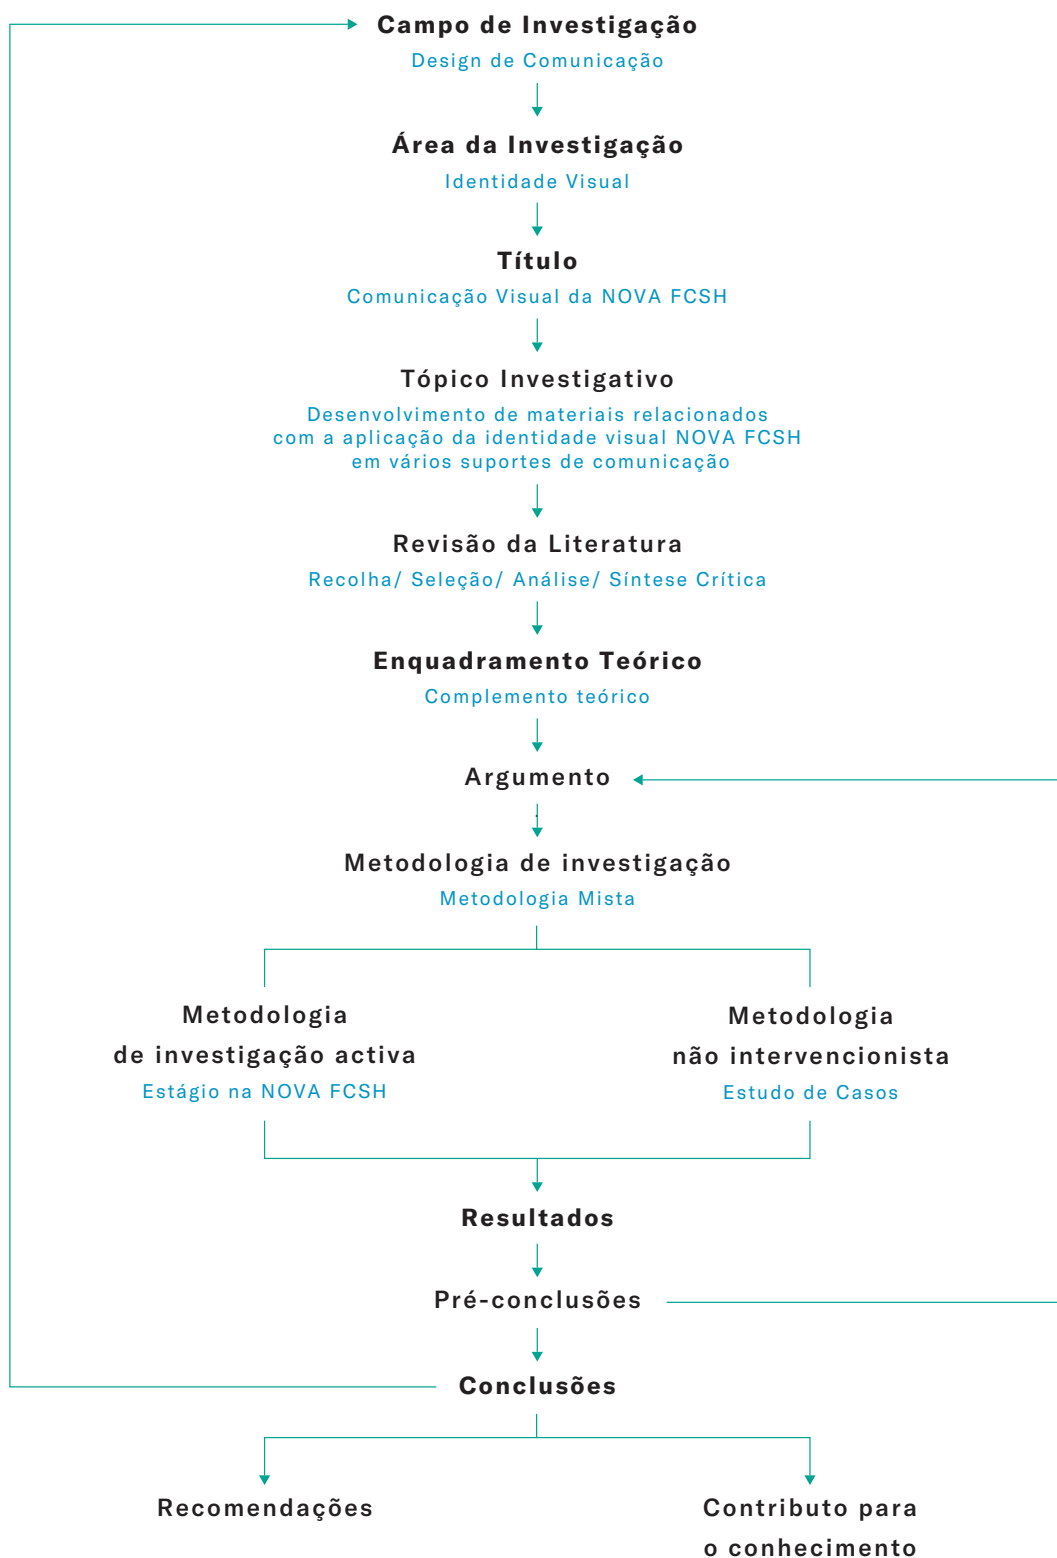 Campo de Investigação
Design de Comunicação
Área da Investigação
Identidade Visual
Título
Comunicação Visual da NOVA FCSH
Tópico Investigativo
Desenvolvimento de materiais relacionados
com a aplicação da identidade visual NOVA FCSH
em vários suportes de comunicação
Revisão da Literatura
Recolha/ Seleção/ Análise/ Síntese Crítica
Enquadramento Teórico
Complemento teórico
Argumento
.
Metodologia de investigação
Metodologia Mista
Metodologia
de investigação activa
Estágio na NOVA FCSH
Metodologia
não intervencionista
Estudo de Casos
Resultados
Pré-conclusões
Conclusões
Recomendações
Contributo para
o conhecimento